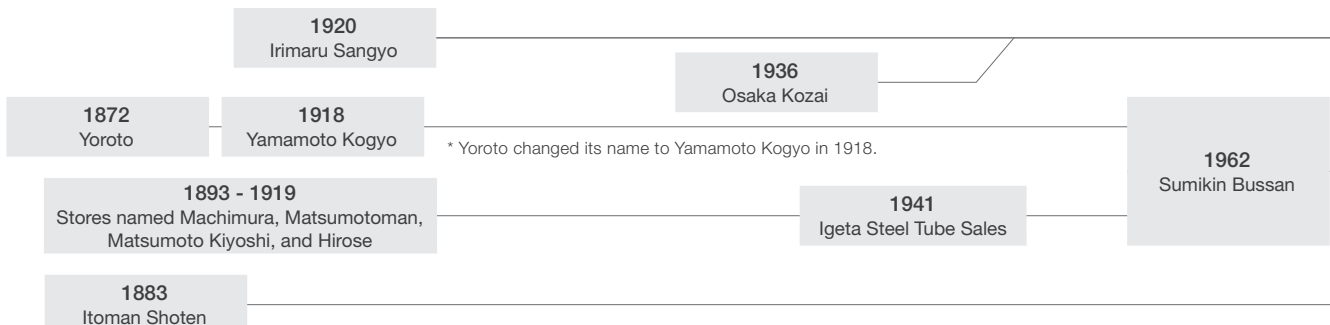 1920
Irimaru Sangyo
1936
Osaka Kozai
1872
Yoroto
1918
Yamamoto Kogyo
* Yoroto changed its name to Yamamoto Kogyo in 1918.
1962
Sumikin Bussan
1893 - 1919
Stores named Machimura, Matsumotoman,
Matsumoto Kiyoshi, and Hirose
1941
Igeta Steel Tube Sales
1883
Itoman Shoten